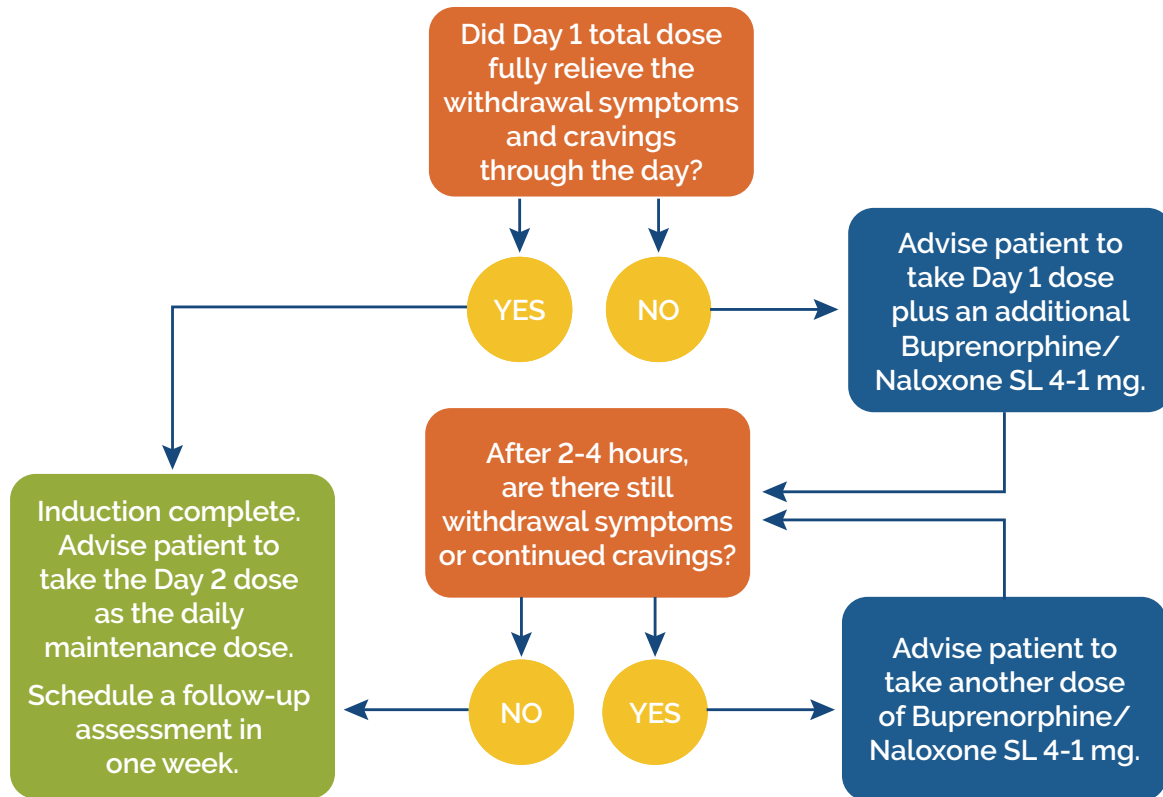 Did Day 1 total dose
fully relieve the
withdrawal symptoms
and cravings
through the day?
YES
NO
Advise patient to
take Day 1 dose
plus an additional
Buprenorphine/
Naloxone SL 4-1 mg.
After 2-4 hours,
are there still
withdrawal symptoms
or continued cravings?
Induction complete.
Advise patient to
take the Day 2 dose
as the daily
maintenance dose.
Schedule a follow-up
assessment in
one week.
NO
YES
Advise patient to
take another dose
of Buprenorphine/
Naloxone SL 4-1 mg.